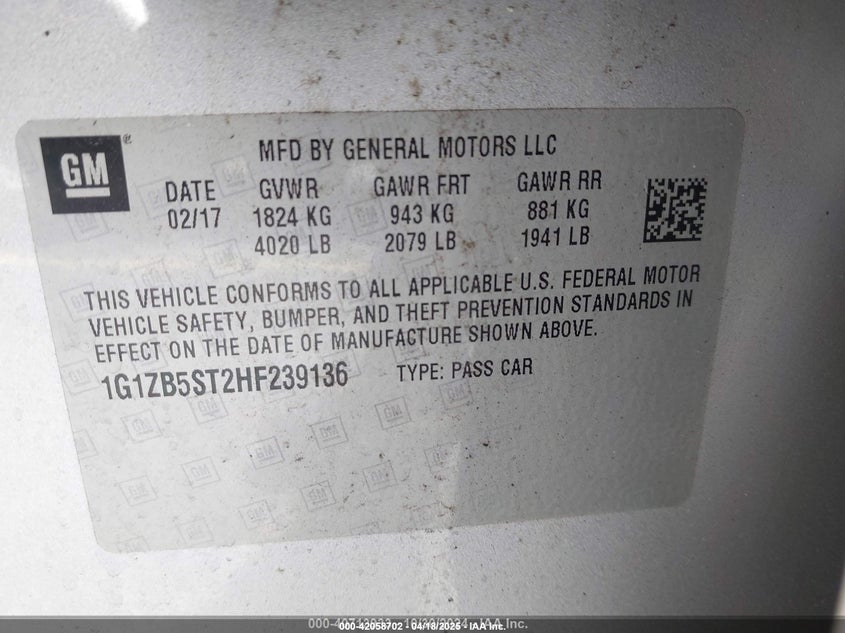 GM®
MFD BY GENERAL MOTORS LLC
DATE GVWR GAWR FRT GAWR RR
02/17 1824 KG 943 KG 881 KG
4020 LB 2079 LB 1941 LB
THIS VEHICLE CONFORMS TO ALL APPLICABLE U.S. FEDERAL MOTOR
VEHICLE SAFETY, BUMPER, AND THEFT PREVENTION STANDARDS IN
EFFECT ON THE DATE OF MANUFACTURE SHOWN ABOVE.
1G1ZB5ST2HF239136 TYPE: PASS CAR
000-42058702 04/18/2025 - IAA Inc.